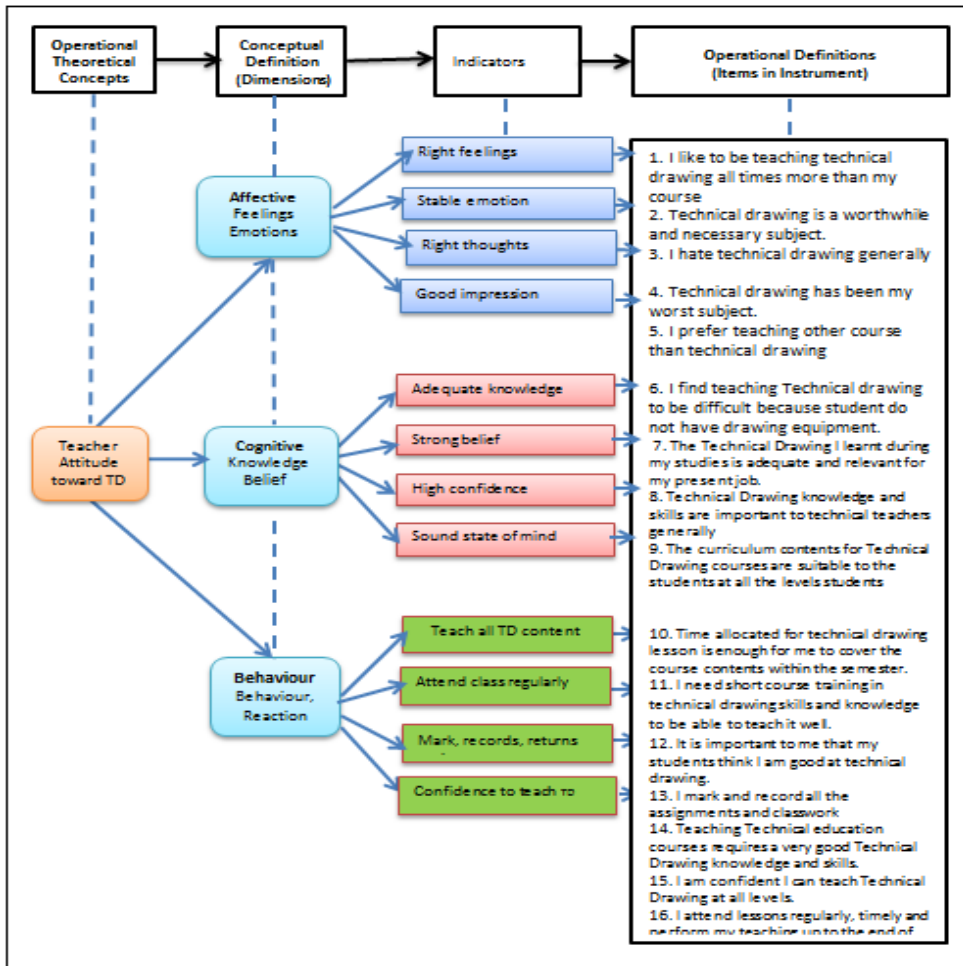 Operational
Theoretical
Concepts
Conceptual
Definition
(Dimensions)
Indicators
Operational Definitions
(Items in Instrument)
Teacher
Attitude
toward TD
Affective
Feelings
Emotions
Right feelings
Stable emotion
Right thoughts
Good impression
1. I like to be teaching technical
drawing all times more than my
course
2. Technical drawing is a worthwhile
and necessary subject.
3. I hate technical drawing generally
4. Technical drawing has been my
worst subject.
5. I prefer teaching other course
than technical drawing
Cognitive
Knowledge
Belief
Adequate knowledge
Strong belief
High confidence
Sound state of mind
6. I find teaching Technical drawing
to be difficult because student do
not have drawing equipment.
7. The Technical Drawing I learnt during
my studies is adequate and relevant for
my present job.
8. Technical Drawing knowledge and
skills are important to technical teachers
generally
9. The curriculum contents for Technical
Drawing courses are suitable to the
students at all the levels students
Behaviour
Behaviour,
Reaction
Teach all TD content
Attend class regularly
Mark, records, returns
Confidence to teach TD
10. Time allocated for technical drawing
lesson is enough for me to cover the
course contents within the semester.
11. I need short course training in
technical drawing skills and knowledge
to be able to teach it well.
12. It is important to me that my
students think I am good at technical
drawing.
13. I mark and record all the
assignments and classwork
14. Teaching Technical education
courses requires a very good Technical
Drawing knowledge and skills.
15. I am confident I can teach Technical
Drawing at all levels.
16. I attend lessons regularly, timely and
perform my teaching up to the end of